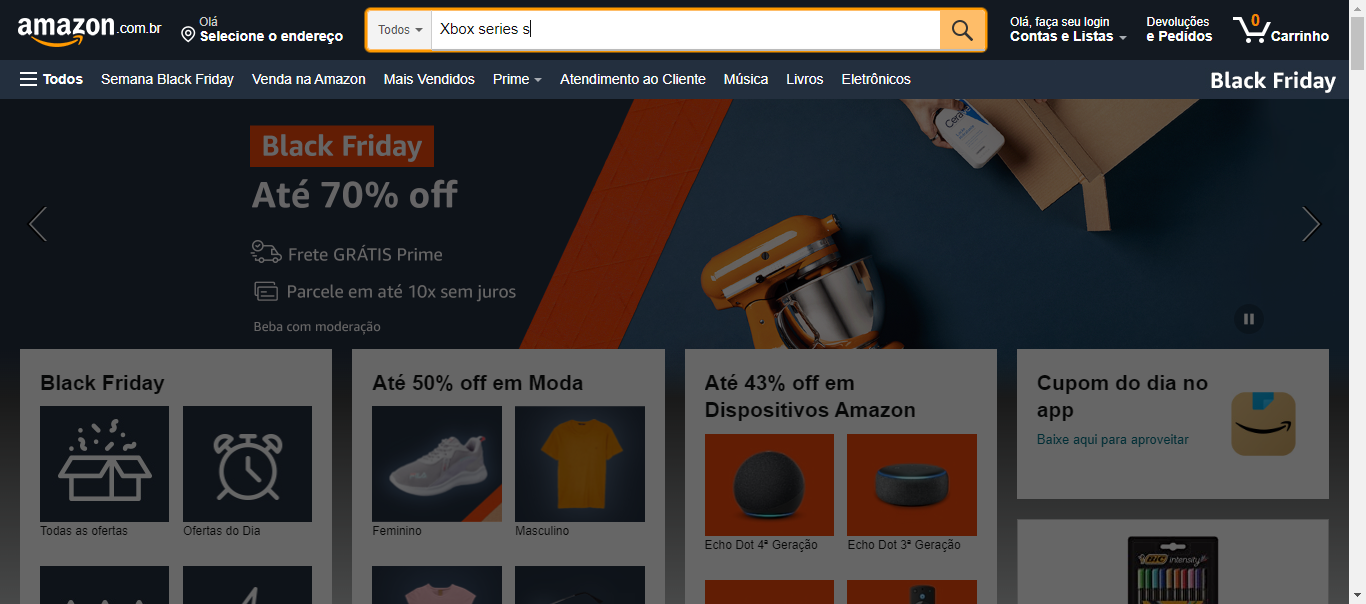 amazon.com.br
Olá
Selecione o endereço
Todos
Xbox series s
Olá, faça seu login
Contas e Listas
Devoluções
e Pedidos
0
Carrinho
Todos
Semana Black Friday
Venda na Amazon
Mais Vendidos
Prime
Atendimento ao Cliente
Música
Livros
Eletrônicos
Black Friday
Black Friday
Até 70% off
Frete GRÁTIS Prime
Parcele em até 10x sem juros
Beba com moderação
CeraVe
Black Friday
Todas as ofertas
Ofertas do Dia
Até 50% off em Moda
Feminino
Masculino
Até 43% off em
Dispositivos Amazon
Echo Dot 4ª Geração
Echo Dot 3ª Geração
Cupom do dia no
app
Baixe aqui para aproveitar
BIC intensity